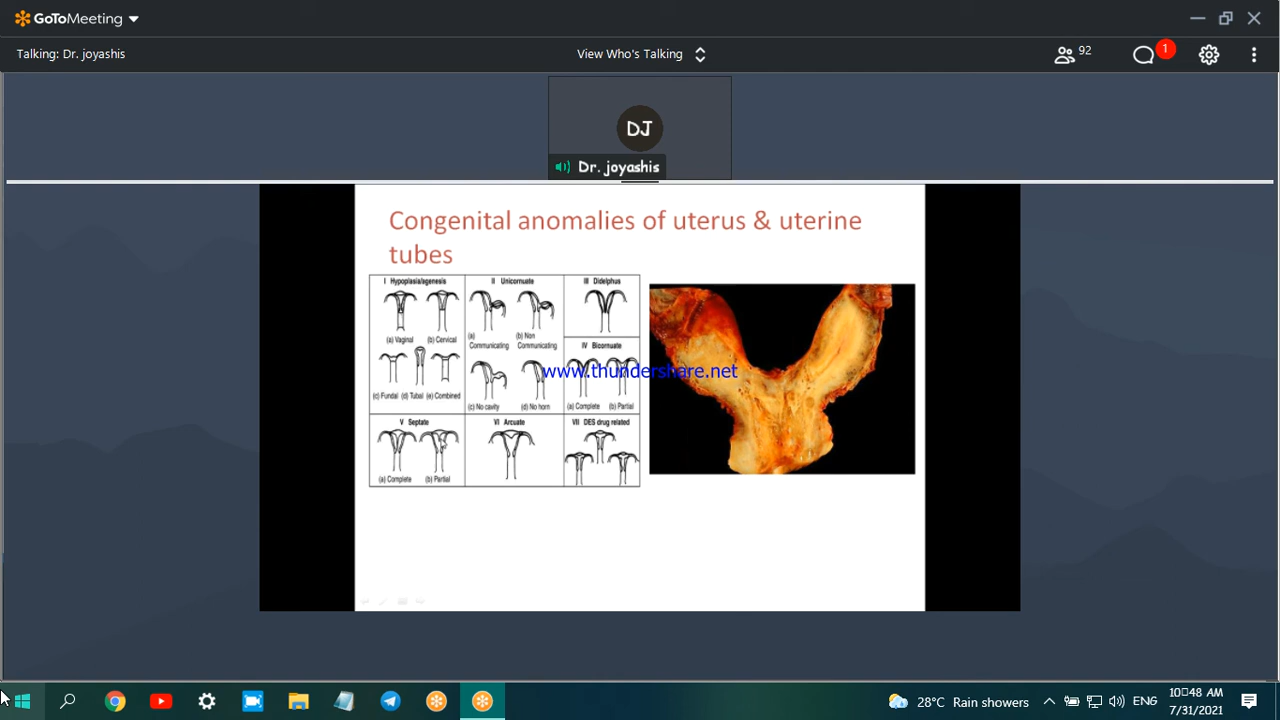 GoToMeeting
Talking: Dr. joyashis
View Who's Talking
92
1
DJ
Dr. joyashis
Congenital anomalies of uterus & uterine
tubes
I Hypoplasia/agenesis
(a) Vaginal (b) Cervical
(c) Fundal (d) Tubal (e) Combined
II Unicornuate
(a)
Communicating
(b) Non
Communicating
(c) No cavity (d) No horn
III Didelphus
IV Bicornuate
(a) Complete (b) Partial
V Septate
(a) Complete (b) Partial
VI Arcuate
VII DES drug related
www.thundershare.net
28°C Rain showers
ENG
10:48 AM
7/31/2021